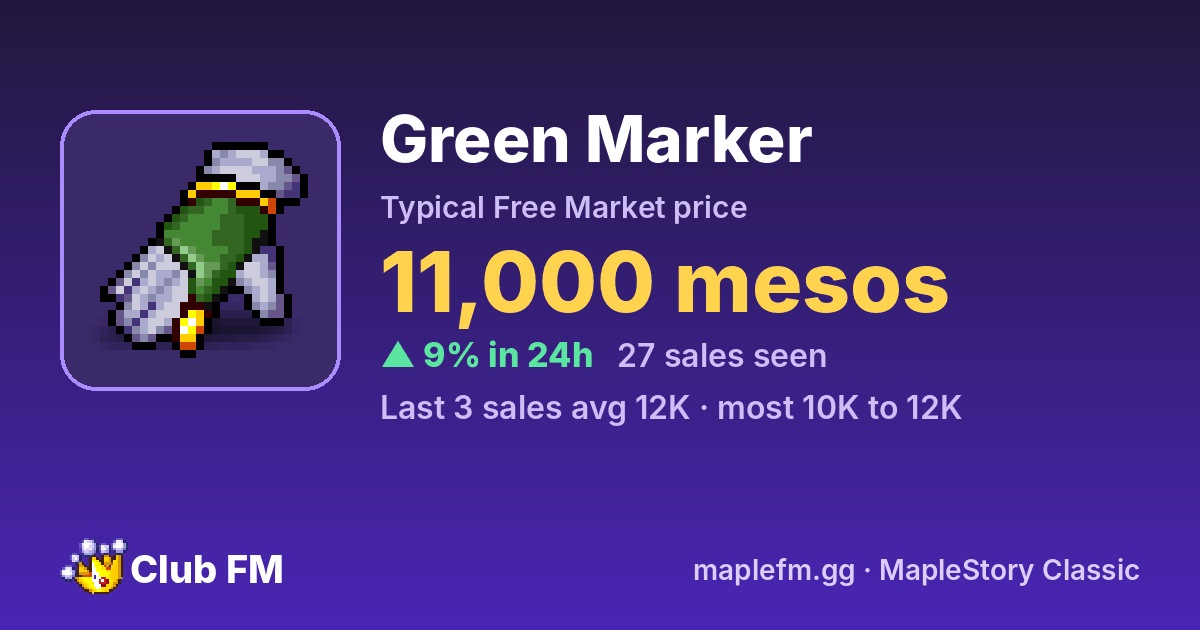 Green Marker
Typical Free Market price
11,000 mesos
▲ 9% in 24h 27 sales seen
Last 3 sales avg 12K · most 10K to 12K
Club FM
maplefm.gg · MapleStory Classic